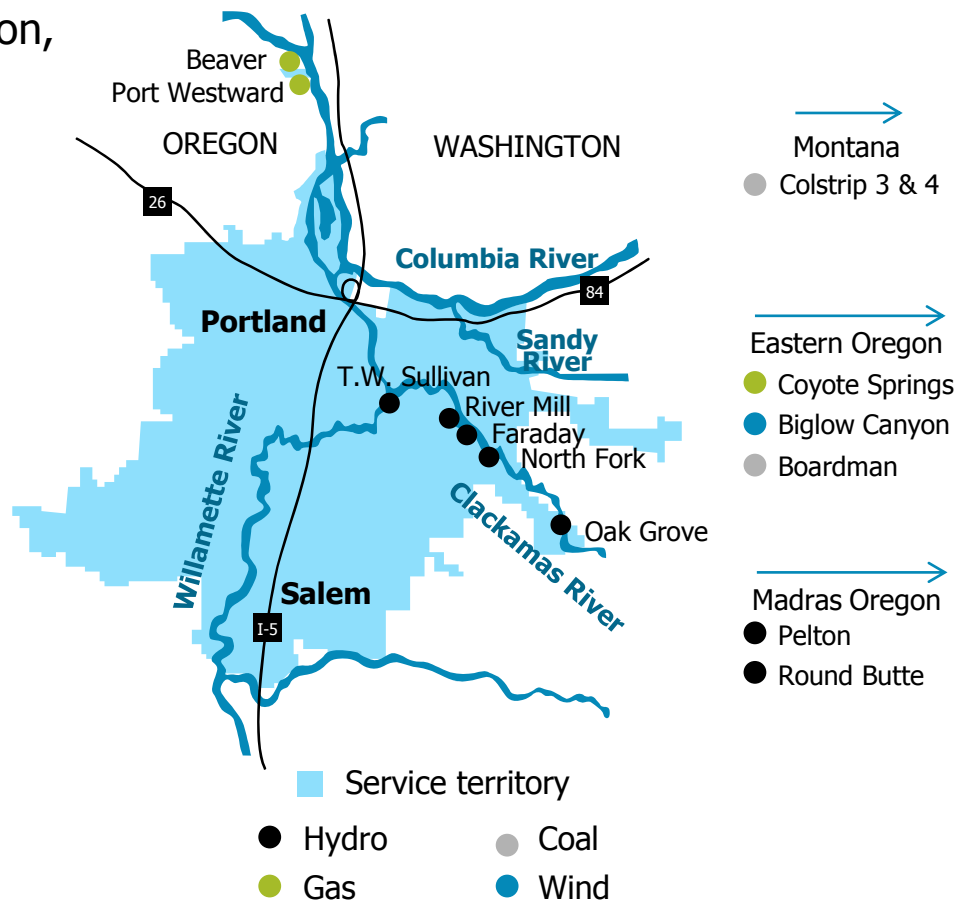 on,
Beaver
Port Westward
OREGON
WASHINGTON
26
Columbia River
84
Portland
Sandy
River
T.W. Sullivan
River Mill
Faraday
North Fork
Willamette River
Clackamas River
Oak Grove
Salem
I-5
Montana
Colstrip 3 & 4
Eastern Oregon
Coyote Springs
Biglow Canyon
Boardman
Madras Oregon
Pelton
Round Butte
Service territory
Hydro
Coal
Gas
Wind